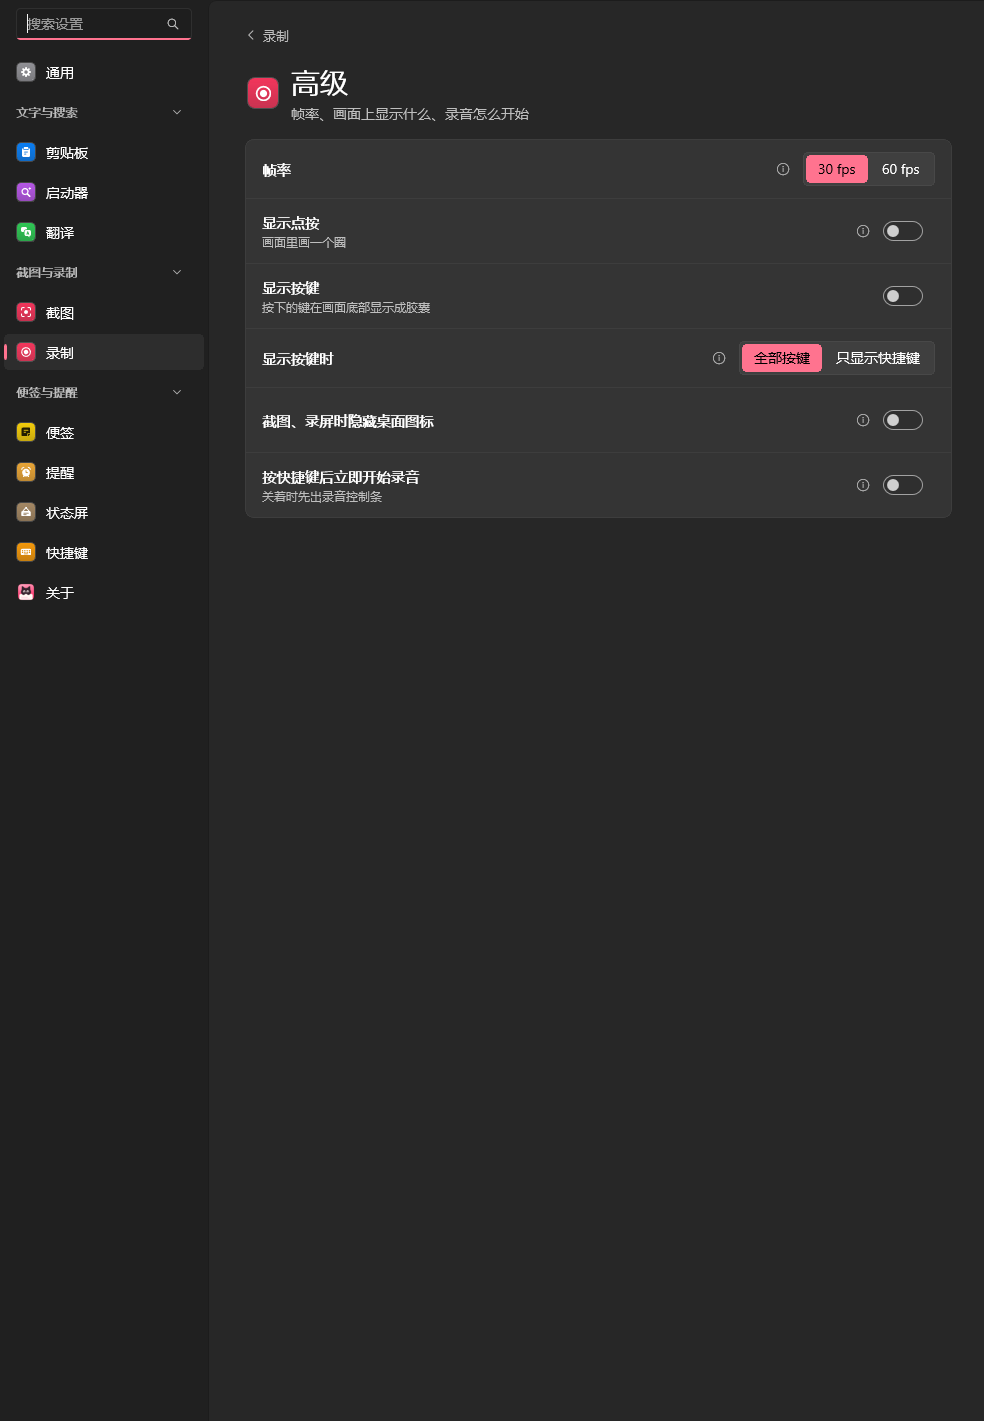 搜索设置
通用
文字与搜索
剪贴板
启动器
翻译
截图与录制
截图
录制
便签与提醒
便签
提醒
状态屏
快捷键
关于
录制
高级
帧率、画面上显示什么、录音怎么开始
帧率
30 fps
60 fps
显示点按
画面里画一个圈
显示按键
按下的键在画面底部显示成胶囊
显示按键时
全部按键
只显示快捷键
截图、录屏时隐藏桌面图标
按快捷键后立即开始录音
关着时先出录音控制条